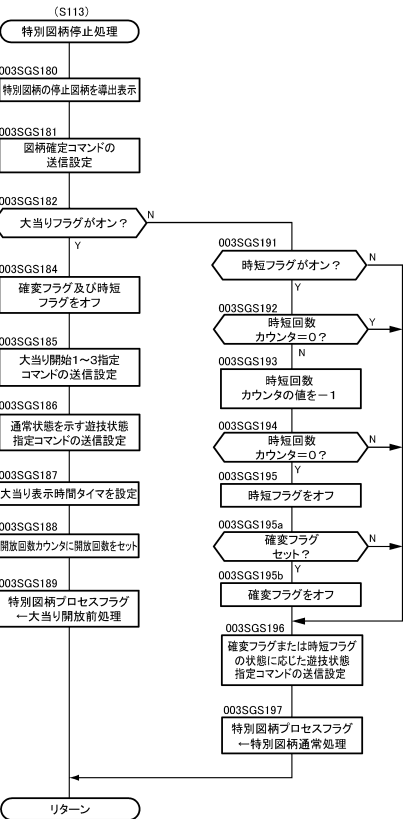 (S113)
特別図柄停止処理
003SGS180
特別図柄の停止図柄を導出表示
003SGS181
図柄確定コマンドの
送信設定
003SGS182
大当りフラグがオン？
N
Y
003SGS184
確変フラグ及び時短
フラグをオフ
003SGS185
大当り開始1～3指定
コマンドの送信設定
003SGS186
通常状態を示す遊技状態
指定コマンドの送信設定
003SGS187
大当り表示時間タイマを設定
003SGS188
開放回数カウンタに開放回数をセット
003SGS189
特別図柄プロセスフラグ
←大当り開放前処理
003SGS191
時短フラグがオン？
N
Y
003SGS192
時短回数
カウンタ＝0？
Y
N
003SGS193
時短回数
カウンタの値を－1
003SGS194
時短回数
カウンタ＝0？
N
Y
003SGS195
時短フラグをオフ
003SGS195a
確変フラグ
セット？
N
Y
003SGS195b
確変フラグをオフ
003SGS196
確変フラグまたは時短フラグ
の状態に応じた遊技状態
指定コマンドの送信設定
003SGS197
特別図柄プロセスフラグ
←特別図柄通常処理
リターン